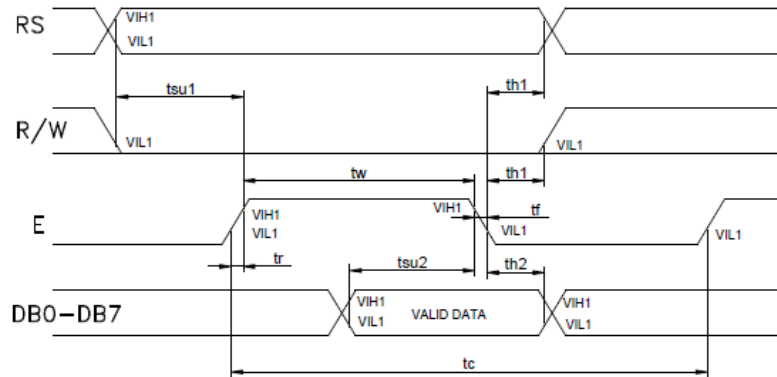 RS
VIH1
VIL1
tsu1
th1
R/W
VIL1
VIL1
tw
th1
E
VIH1
VIL1
VIH1
tf
VIL1
VIL1
tr
tsu2
th2
DB0-DB7
VIH1
VIL1
VALID DATA
VIH1
VIL1
tc